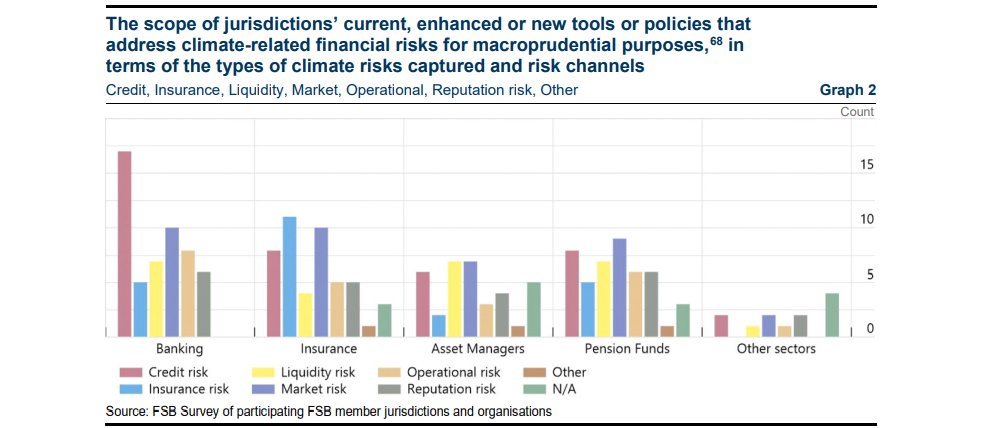 The scope of jurisdictions’ current, enhanced or new tools or policies that
address climate-related financial risks for macroprudential purposes,68 in
terms of the types of climate risks captured and risk channels
Credit, Insurance, Liquidity, Market, Operational, Reputation risk, Other Graph 2
Count
15
10
5
0
Banking Insurance Asset Managers Pension Funds Other sectors
Credit risk Liquidity risk Operational risk Other
Insurance risk Market risk Reputation risk N/A
Source: FSB Survey of participating FSB member jurisdictions and organisations